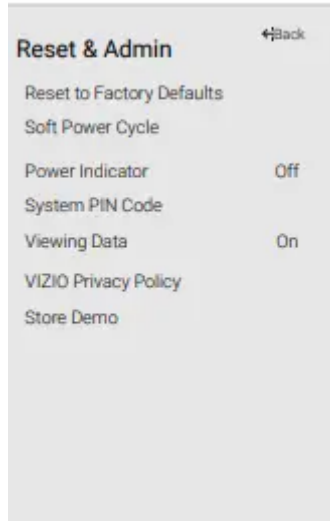 Back
Reset & Admin
Reset to Factory Defaults
Soft Power Cycle
Power Indicator Off
System PIN Code
Viewing Data On
VIZIO Privacy Policy
Store Demo